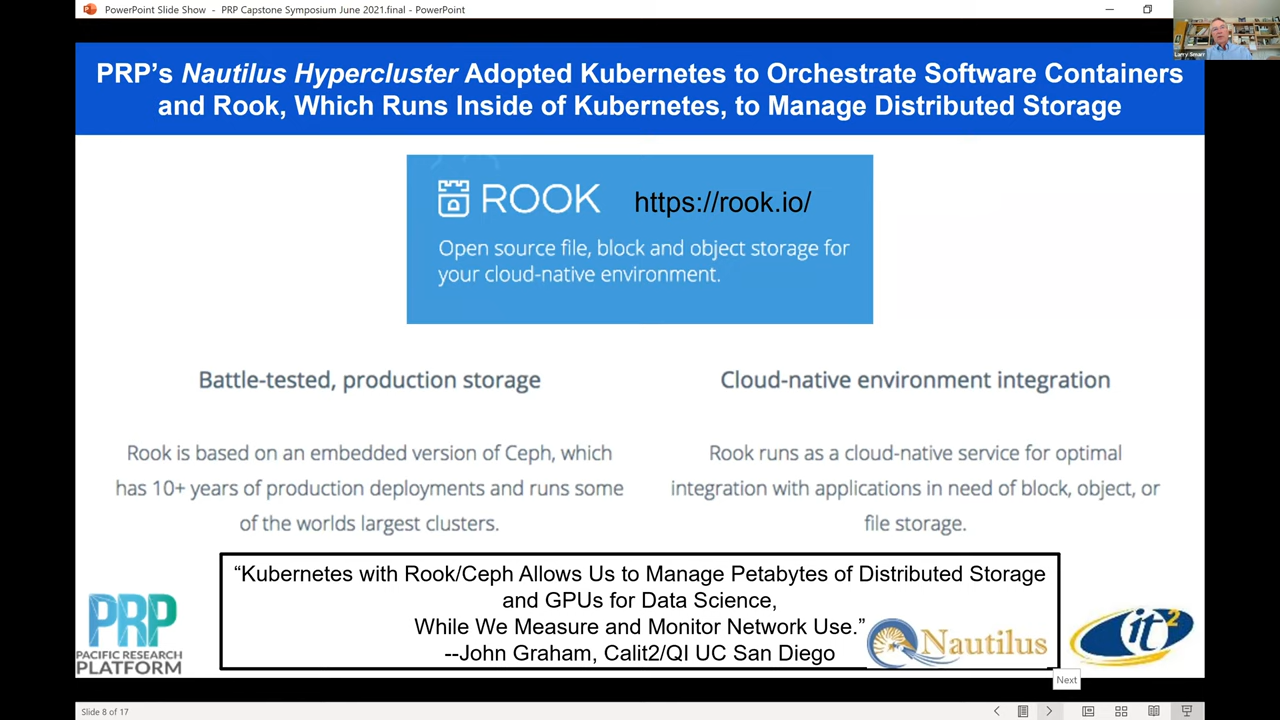 PowerPoint Slide Show - PRP Capstone Symposium June 2021.final - PowerPoint
Larry Smarr
PRP's Nautilus Hypercluster Adopted Kubernetes to Orchestrate Software Containers
and Rook, Which Runs Inside of Kubernetes, to Manage Distributed Storage
ROOK https://rook.io/
Open source file, block and object storage for
your cloud-native environment.
Battle-tested, production storage
Rook is based on an embedded version of Ceph, which
has 10+ years of production deployments and runs some
of the worlds largest clusters.
Cloud-native environment integration
Rook runs as a cloud-native service for optimal
integration with applications in need of block, object, or
file storage.
“Kubernetes with Rook/Ceph Allows Us to Manage Petabytes of Distributed Storage
and GPUs for Data Science,
While We Measure and Monitor Network Use.”
--John Graham, Calit2/QI UC San Diego
PRP
PACIFIC RESEARCH
PLATFORM
Nautilus
it2
Next
Slide 8 of 17